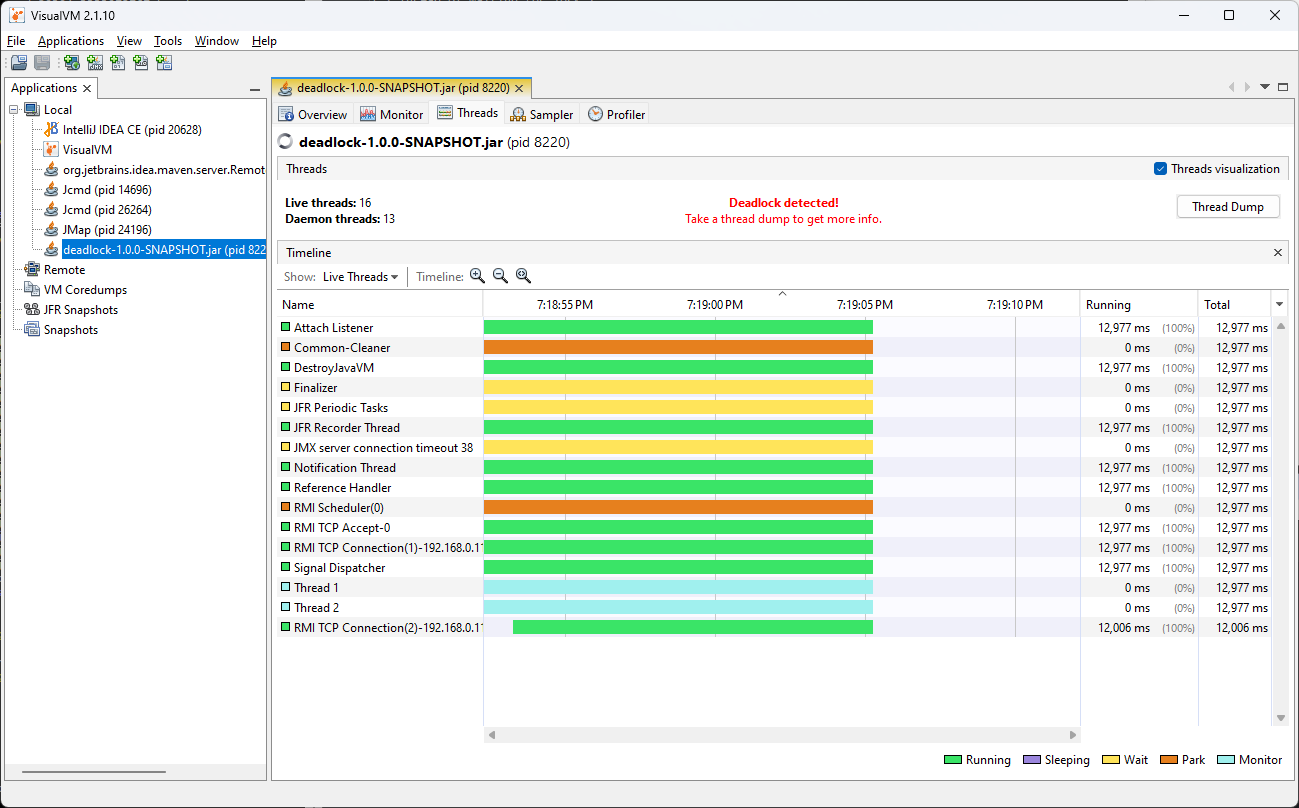 VisualVM 2.1.10
File Applications View Tools Window Help
Applications
Local
IntelliJ IDEA CE (pid 20628)
VisualVM
org.jetbrains.idea.maven.server.Remot
Jcmd (pid 14696)
Jcmd (pid 26264)
JMap (pid 24196)
deadlock-1.0.0-SNAPSHOT.jar (pid 822
Remote
VM Coredumps
JFR Snapshots
Snapshots
deadlock-1.0.0-SNAPSHOT.jar (pid 8220)
Overview Monitor Threads Sampler Profiler
deadlock-1.0.0-SNAPSHOT.jar (pid 8220)
Threads Threads visualization
Live threads: 16
Daemon threads: 13
Deadlock detected!
Take a thread dump to get more info.
Thread Dump
Timeline
Show: Live Threads Timeline:
Name 7:18:55 PM 7:19:00 PM 7:19:05 PM 7:19:10 PM Running Total
Attach Listener 12,977 ms (100%) 12,977 ms
Common-Cleaner 0 ms (0%) 12,977 ms
DestroyJavaVM 12,977 ms (100%) 12,977 ms
Finalizer 0 ms (0%) 12,977 ms
JFR Periodic Tasks 0 ms (0%) 12,977 ms
JFR Recorder Thread 12,977 ms (100%) 12,977 ms
JMX server connection timeout 38 0 ms (0%) 12,977 ms
Notification Thread 12,977 ms (100%) 12,977 ms
Reference Handler 12,977 ms (100%) 12,977 ms
RMI Scheduler(0) 0 ms (0%) 12,977 ms
RMI TCP Accept-0 12,977 ms (100%) 12,977 ms
RMI TCP Connection(1)-192.168.0.11 12,977 ms (100%) 12,977 ms
Signal Dispatcher 12,977 ms (100%) 12,977 ms
Thread 1 0 ms (0%) 12,977 ms
Thread 2 0 ms (0%) 12,977 ms
RMI TCP Connection(2)-192.168.0.11 12,006 ms (100%) 12,006 ms
Running Sleeping Wait Park Monitor